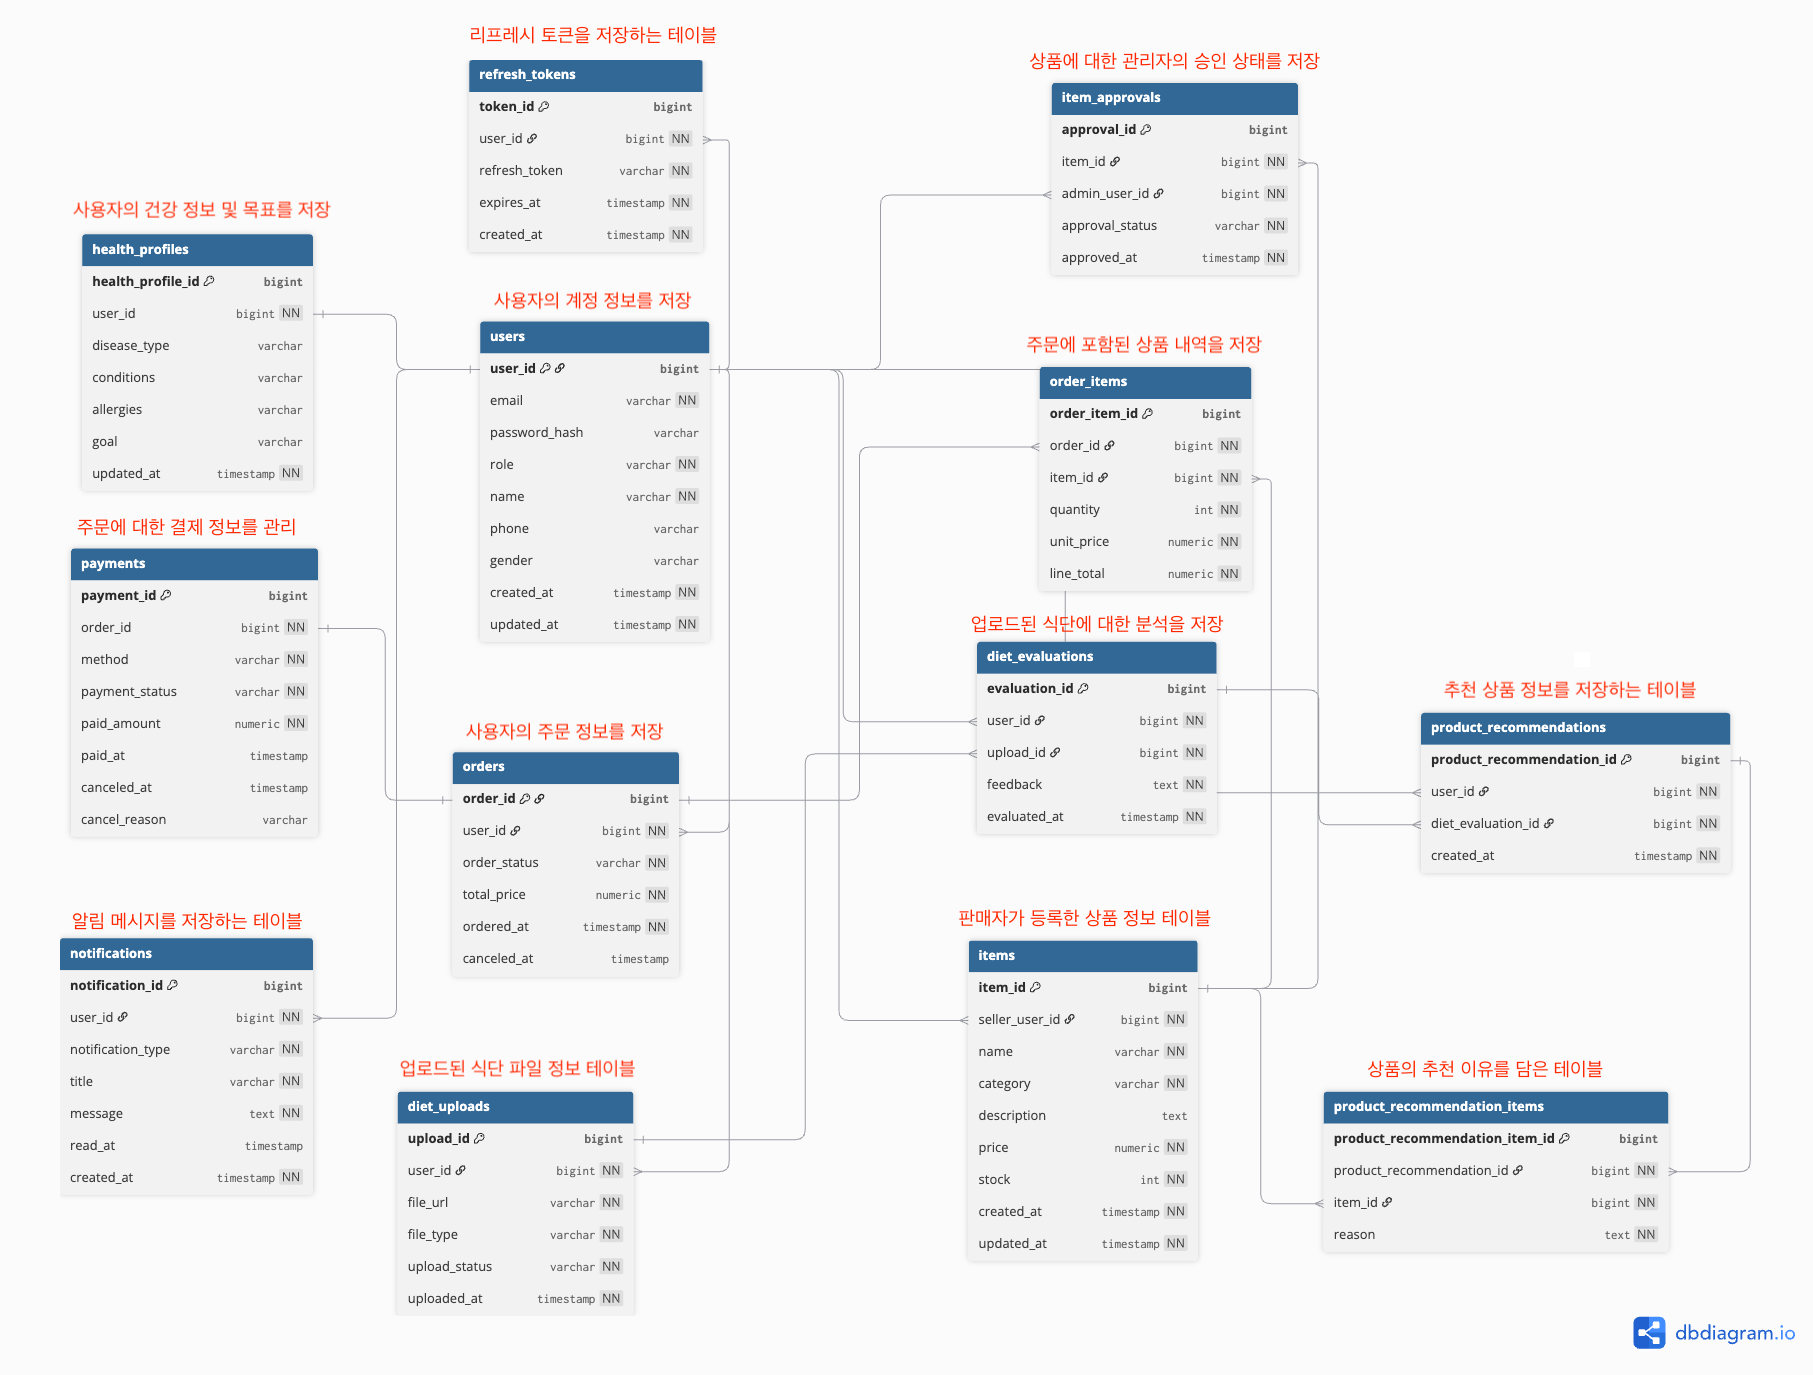 리프레시 토큰을 저장하는 테이블
refresh_tokens
token_id bigint
user_id bigint NN
refresh_token varchar NN
expires_at timestamp NN
created_at timestamp NN
상품에 대한 관리자의 승인 상태를 저장
item_approvals
approval_id bigint
item_id bigint NN
admin_user_id bigint NN
approval_status varchar NN
approved_at timestamp NN
사용자의 건강 정보 및 목표를 저장
health_profiles
health_profile_id bigint
user_id bigint NN
disease_type varchar
conditions varchar
allergies varchar
goal varchar
updated_at timestamp NN
사용자의 계정 정보를 저장
users
user_id bigint
email varchar NN
password_hash varchar
role varchar NN
name varchar NN
phone varchar
gender varchar
created_at timestamp NN
updated_at timestamp NN
주문에 포함된 상품 내역을 저장
order_items
order_item_id bigint
order_id bigint NN
item_id bigint NN
quantity int NN
unit_price numeric NN
line_total numeric NN
주문에 대한 결제 정보를 관리
payments
payment_id bigint
order_id bigint NN
method varchar NN
payment_status varchar NN
paid_amount numeric NN
paid_at timestamp
canceled_at timestamp
cancel_reason varchar
업로드된 식단에 대한 분석을 저장
diet_evaluations
evaluation_id bigint
user_id bigint NN
upload_id bigint NN
feedback text NN
evaluated_at timestamp NN
추천 상품 정보를 저장하는 테이블
product_recommendations
product_recommendation_id bigint
user_id bigint NN
diet_evaluation_id bigint NN
created_at timestamp NN
사용자의 주문 정보를 저장
orders
order_id bigint
user_id bigint NN
order_status varchar NN
total_price numeric NN
ordered_at timestamp NN
canceled_at timestamp
알림 메시지를 저장하는 테이블
notifications
notification_id bigint
user_id bigint NN
notification_type varchar NN
title varchar NN
message text NN
read_at timestamp
created_at timestamp NN
판매자가 등록한 상품 정보 테이블
items
item_id bigint
seller_user_id bigint NN
name varchar NN
category varchar NN
description text
price numeric NN
stock int NN
created_at timestamp NN
updated_at timestamp NN
업로드된 식단 파일 정보 테이블
diet_uploads
upload_id bigint
user_id bigint NN
file_url varchar NN
file_type varchar NN
upload_status varchar NN
uploaded_at timestamp NN
상품의 추천 이유를 담은 테이블
product_recommendation_items
product_recommendation_item_id bigint
product_recommendation_id bigint NN
item_id bigint NN
reason text NN
dbdiagram.io